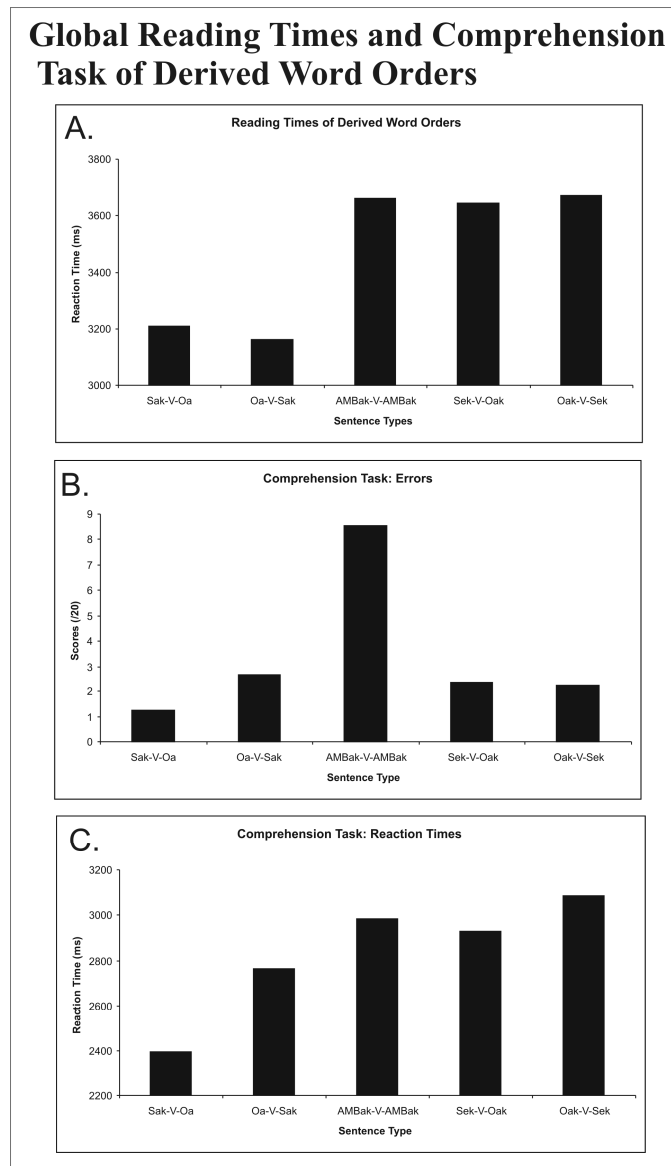 Global Reading Times and Comprehension
Task of Derived Word Orders
A.
Reading Times of Derived Word Orders
Reaction Time (ms)
3800
3600
3400
3200
3000
Sak-V-Oa Oa-V-Sak AMBak-V-AMBak Sek-V-Oak Oak-V-Sek
Sentence Types
B.
Comprehension Task: Errors
Scores (/20)
9
8
7
6
5
4
3
2
1
0
Sak-V-Oa Oa-V-Sak AMBak-V-AMBak Sek-V-Oak Oak-V-Sek
Sentence Type
C.
Comprehension Task: Reaction Times
Reaction Time (ms)
3200
3000
2800
2600
2400
2200
Sak-V-Oa Oa-V-Sak AMBak-V-AMBak Sek-V-Oak Oak-V-Sek
Sentence Type